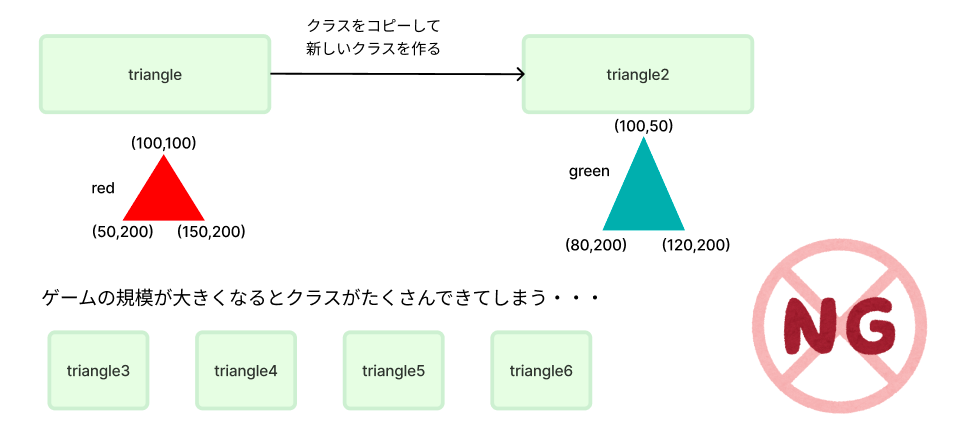 クラスをコピーして
新しいクラスを作る
triangle
triangle2
(100,100)
red
(50,200)
(150,200)
(100,50)
green
(80,200)
(120,200)
ゲームの規模が大きくなるとクラスがたくさんできてしまう・・・
triangle3
triangle4
triangle5
triangle6
NG